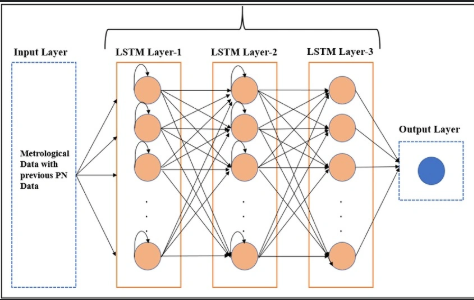 Input Layer
LSTM Layer-1
LSTM Layer-2
LSTM Layer-3
Output Layer
Metrological
Data with
previous PN
Data